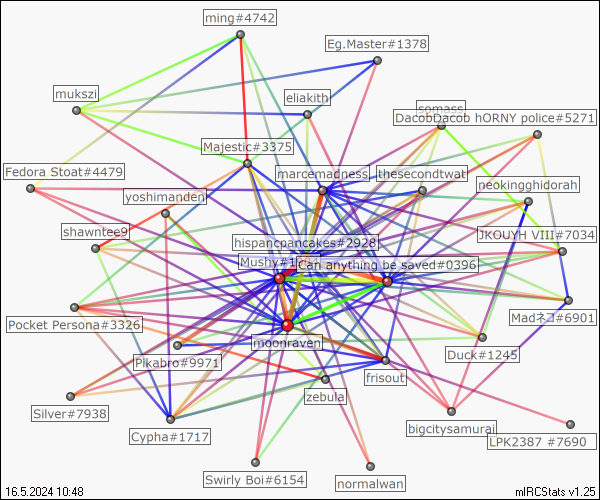 ming#4742
Eg.Master#1378
mukszi
eliakith
somass
DacobDacob hORNY police#5271
Majestic#3375
Fedora Stoat#4479
marcemadness
thesecondtwat
yoshimanden
neokingghidorah
shawntee9
hispancpancakes#2928
JKOUYH VIII#7034
Mushy#1
can anything be saved#0396
Madネコ#6901
Pocket Persona#3326
moonraven
Pikabro#9971
Duck#1245
frisout
zebula
Silver#7938
bigcitysamurai
Cypha#1717
LPK2387 #7690
Swirly Boi#6154
normalwan
16.5.2024 10:48
mIRCStats v1.25